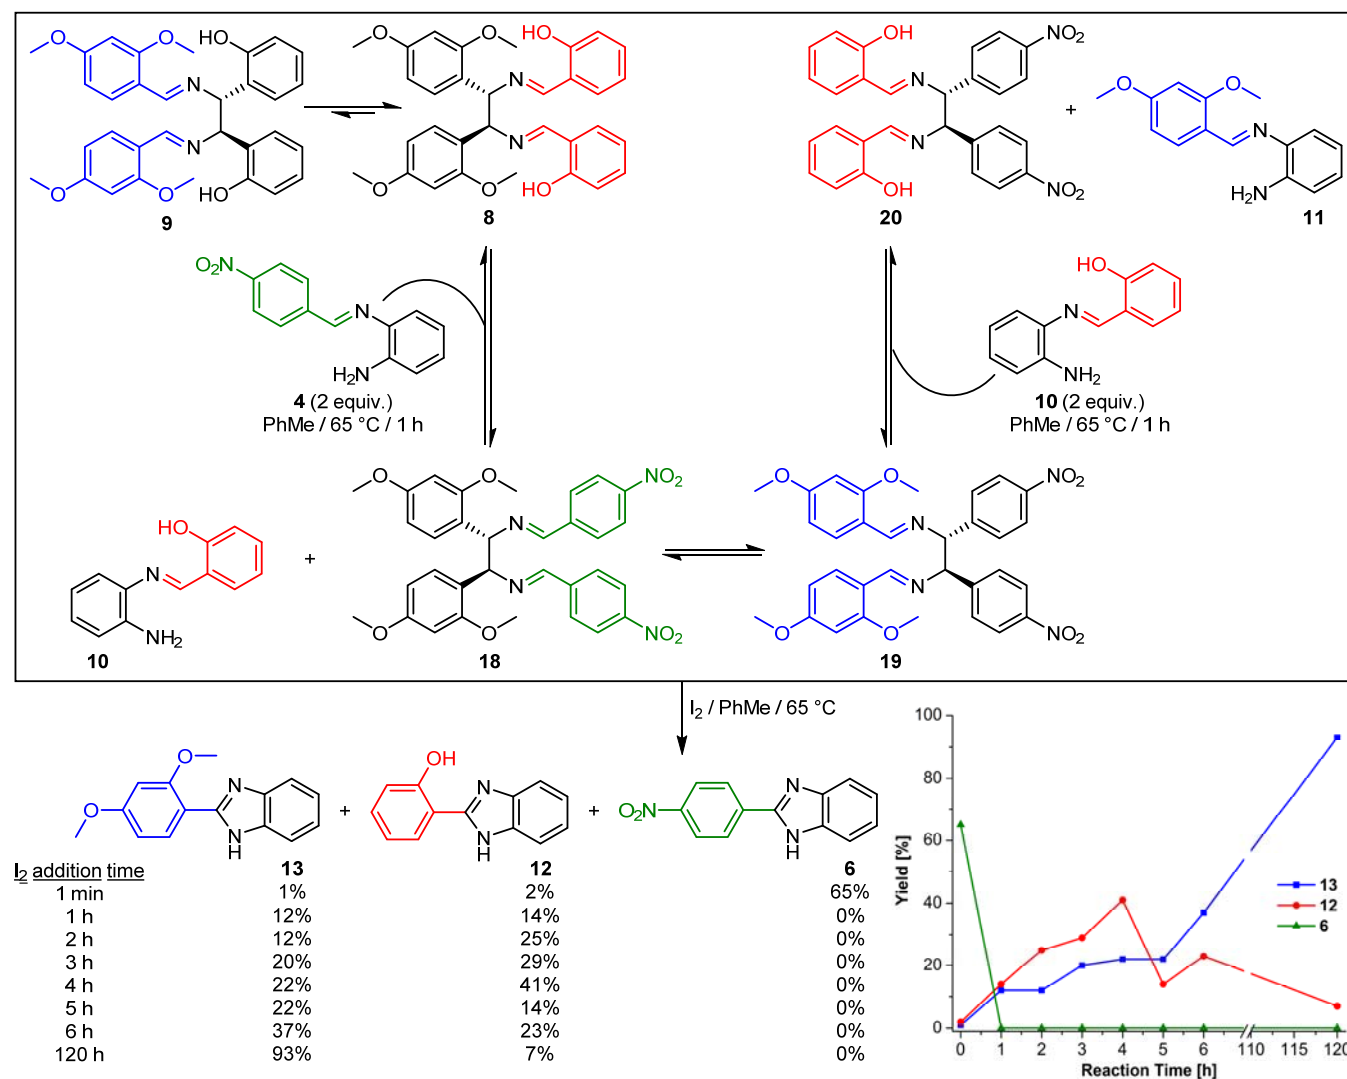 O O HO
N
N
O O HO
9
O O HO
N
N
O O HO
8
OH NO₂
N
N
OH NO₂
20
+
O O
N
H₂N
11
O₂N
N
H₂N
4 (2 equiv.)
PhMe / 65 °C / 1 h
HO
N
NH₂
10 (2 equiv.)
PhMe / 65 °C / 1 h
HO
N
NH₂
10
+
O O NO₂
N
N
O O NO₂
18
O O NO₂
N
N
O O NO₂
19
I₂ / PhMe / 65 °C
O O N
N
H
13
+
OH N
N
H
12
+
O₂N N
N
H
6
I₂ addition time
1 min 1% 2% 65%
1 h 12% 14% 0%
2 h 12% 25% 0%
3 h 20% 29% 0%
4 h 22% 41% 0%
5 h 22% 14% 0%
6 h 37% 23% 0%
120 h 93% 7% 0%
Yield [%]
100
80
60
40
20
0
13
12
6
0 1 2 3 4 5 6 110 115 120
Reaction Time [h]